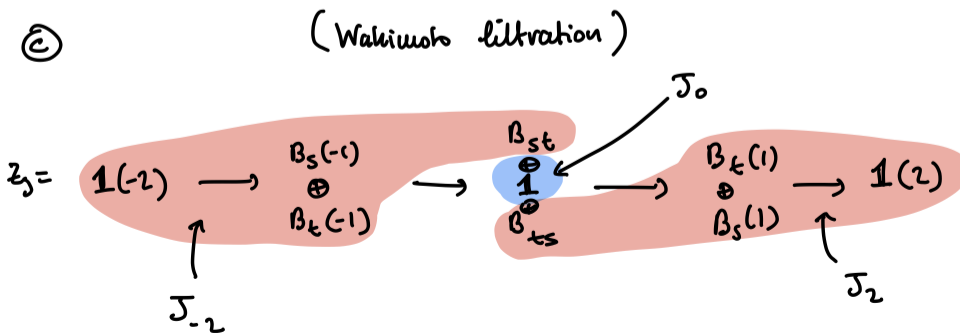 ⓒ (Wakimoto filtration)
J₀
B_st
B_s(-1) ⊕ B_t(1)
z_s = 1(-2) → ⊕ → 1 → ⊕ → 1(2)
B_t(-1) ⊕ B_s(1)
B_ts
J₋₂ J₂